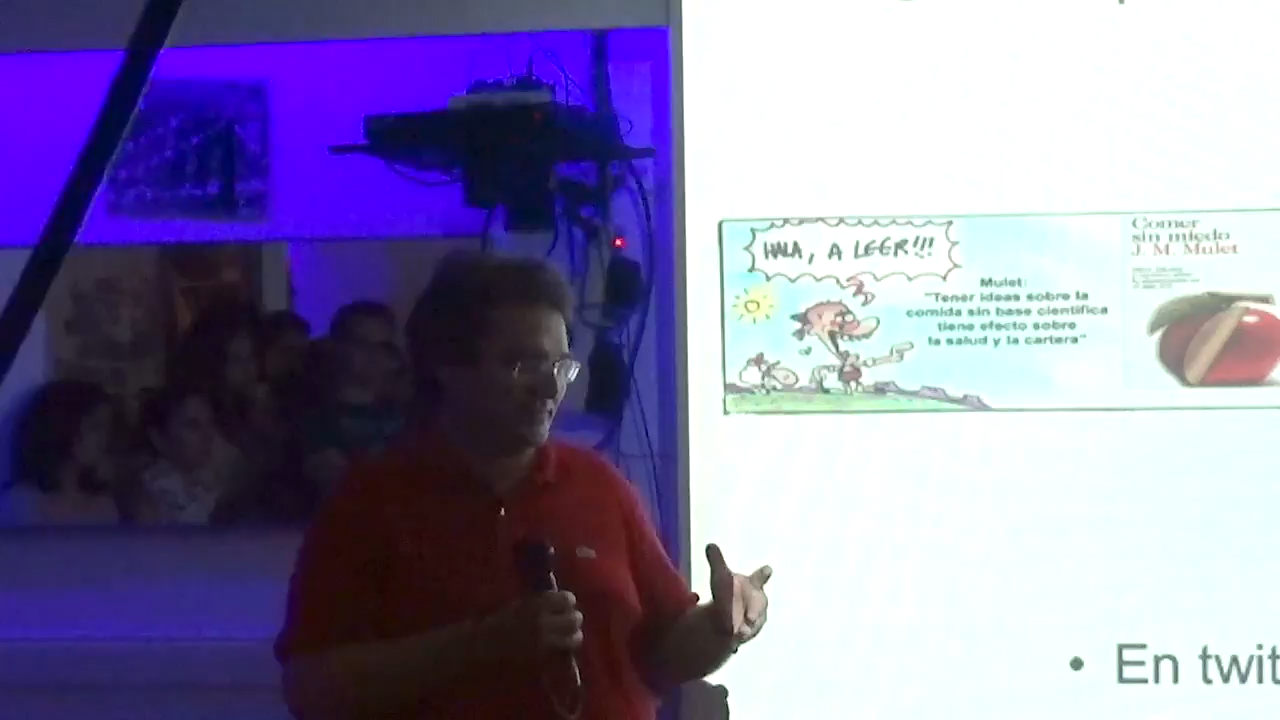 HALA, A LEER!!!
Mulet:
"Tener ideas sobre la
comida sin base científica
tiene efecto sobre
la salud y la cartera"
Comer
sin miedo
J. M. Mulet
• En twit